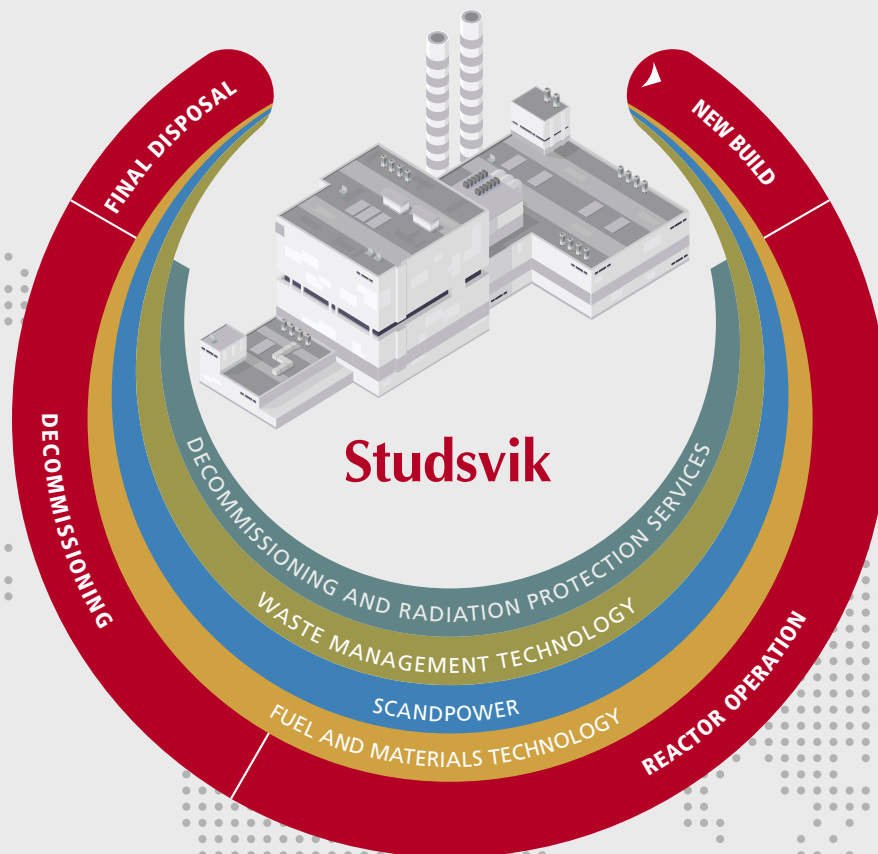 FINAL DISPOSAL
NEW BUILD
DECOMMISSIONING
REACTOR OPERATION
Studsvik
DECOMMISSIONING AND RADIATION PROTECTION SERVICES
WASTE MANAGEMENT TECHNOLOGY
SCANDPOWER
FUEL AND MATERIALS TECHNOLOGY